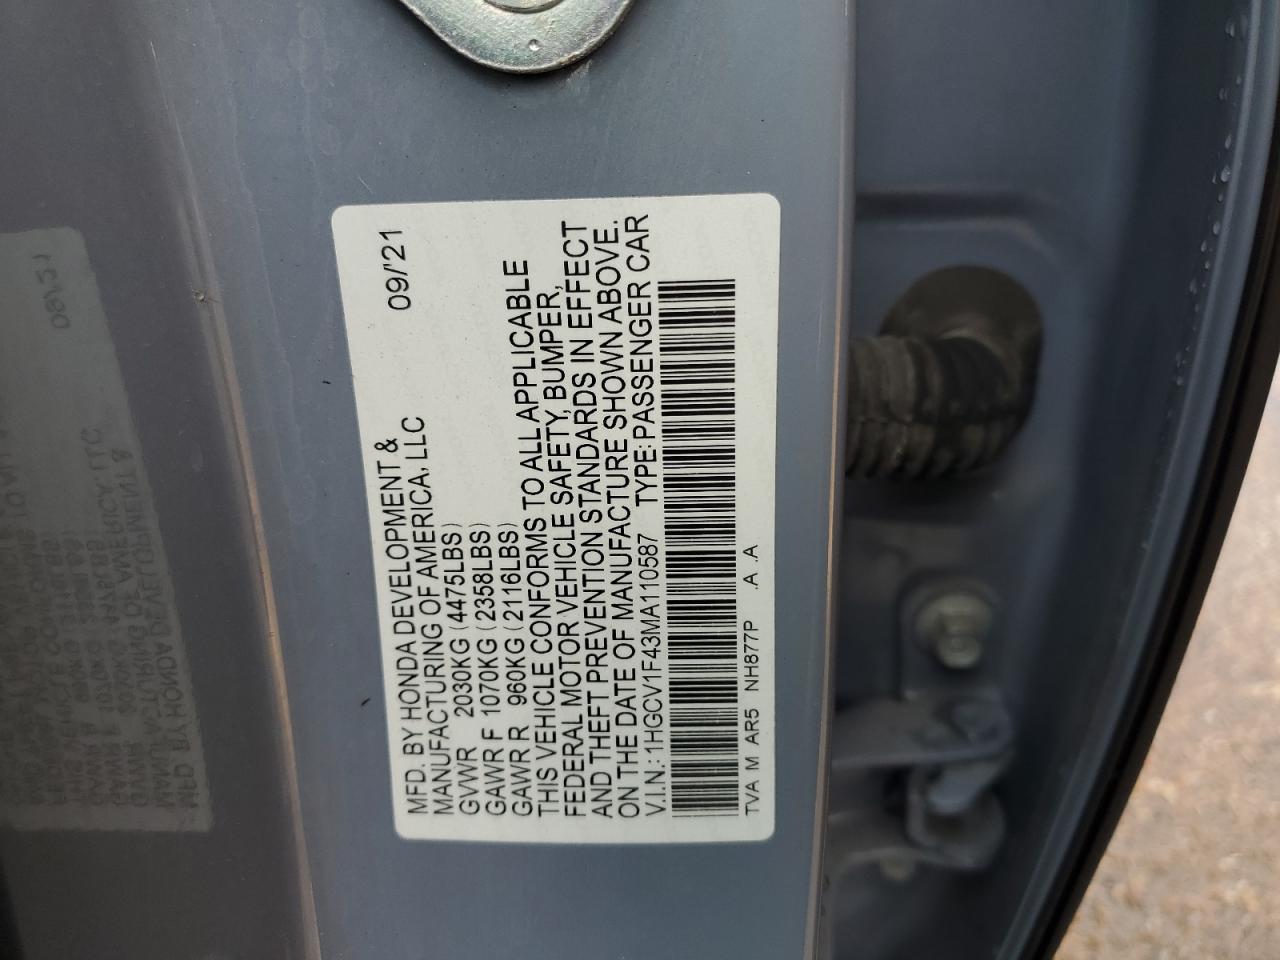 MFD. BY HONDA DEVELOPMENT &
MANUFACTURING OF AMERICA, LLC 09/'21
GVWR 2030KG (4475LBS)
GAWR F 1070KG (2358LBS)
GAWR R 960KG (2116LBS)
THIS VEHICLE CONFORMS TO ALL APPLICABLE
FEDERAL MOTOR VEHICLE SAFETY, BUMPER,
AND THEFT PREVENTION STANDARDS IN EFFECT
ON THE DATE OF MANUFACTURE SHOWN ABOVE.
V.I.N.: 1HGCV1F43MA110587 TYPE: PASSENGER CAR
TVA M AR5 NH877P .A .A